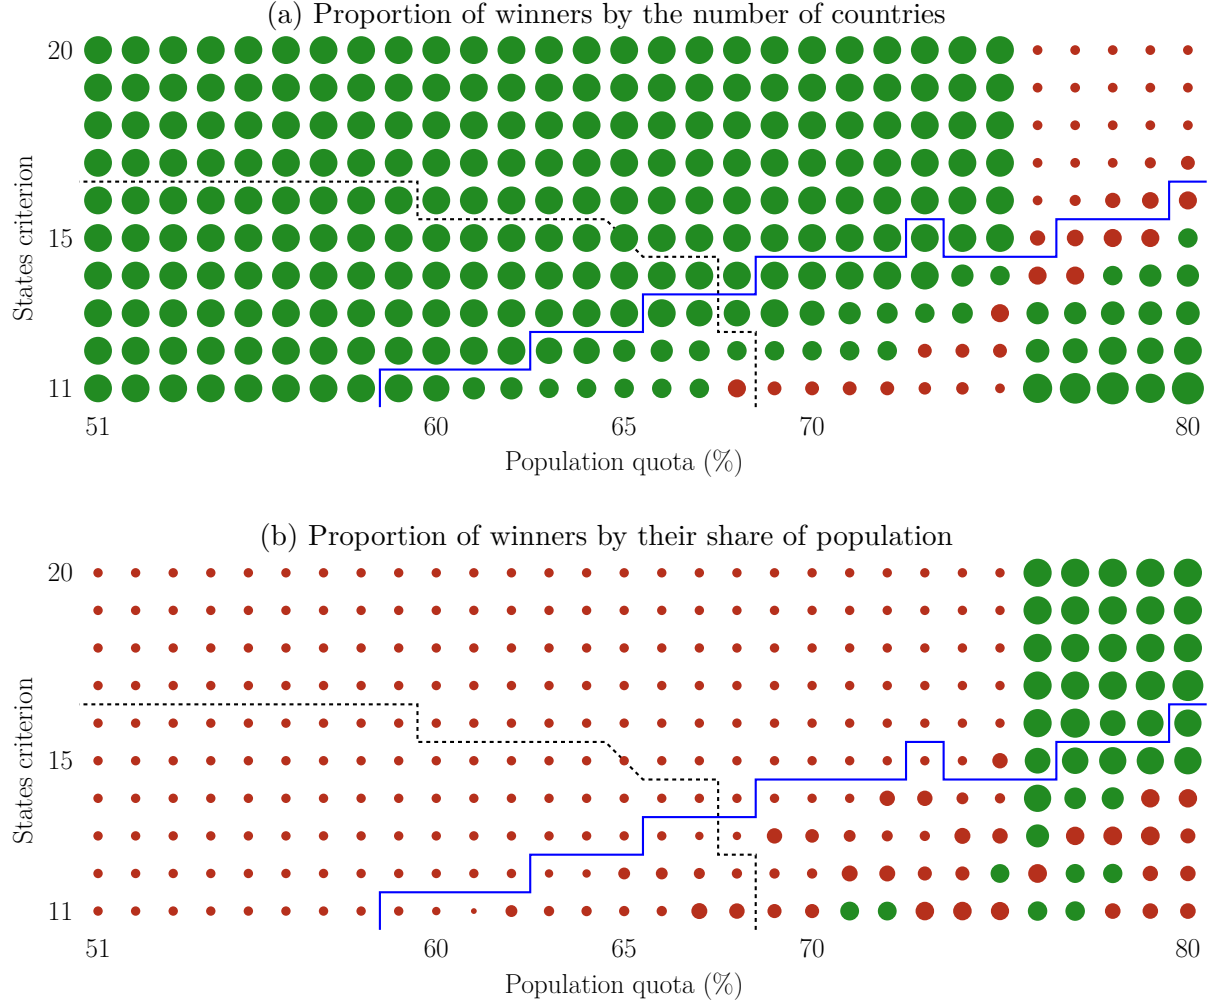 (a) Proportion of winners by the number of countries
20
15
11
States criterion
51 60 65 70 80
Population quota (%)
(b) Proportion of winners by their share of population
20
15
11
States criterion
51 60 65 70 80
Population quota (%)